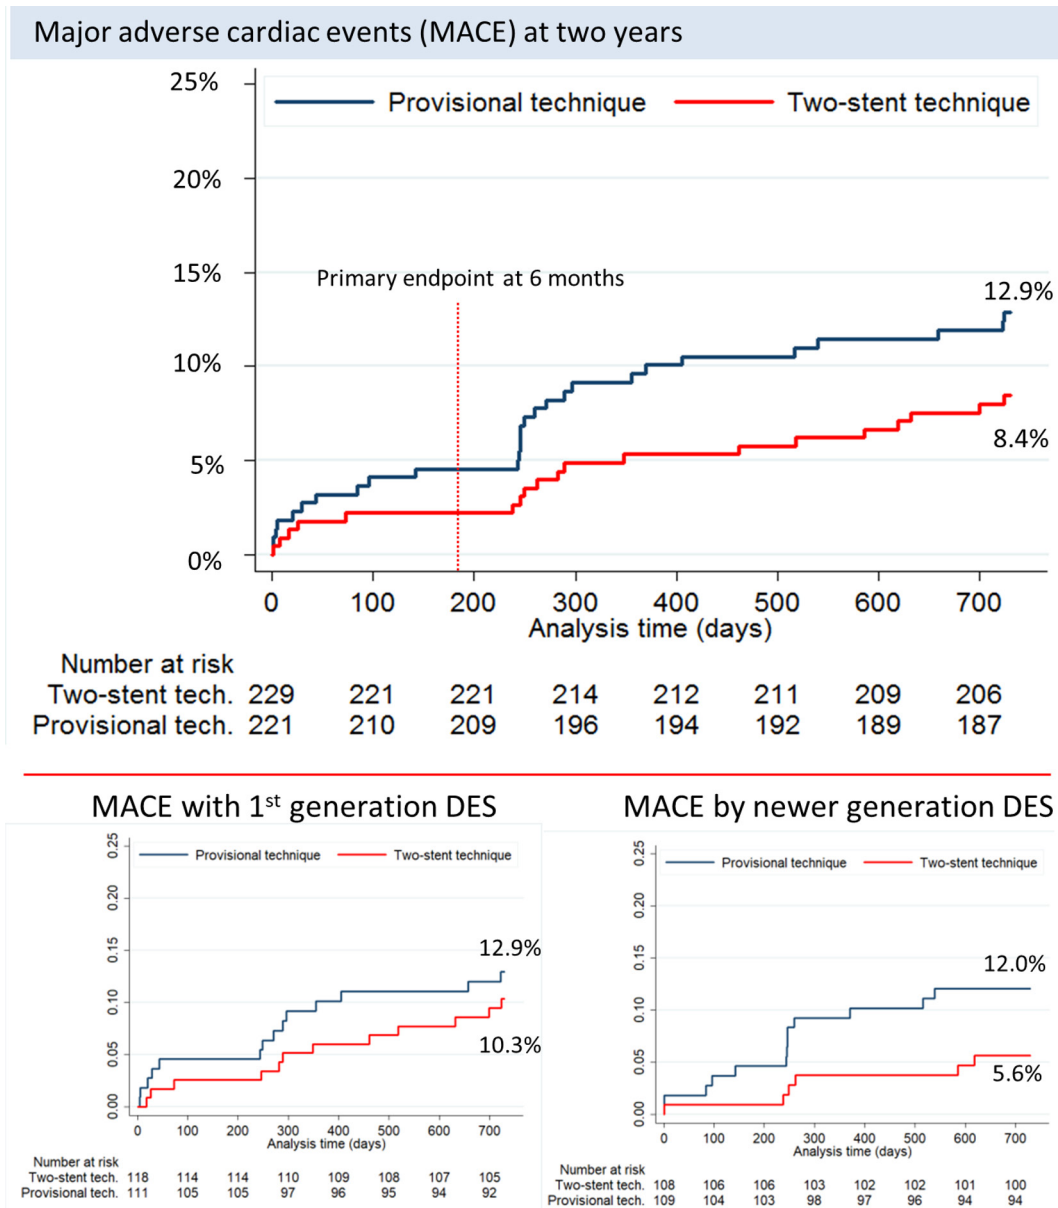 Major adverse cardiac events (MACE) at two years
Provisional technique
Two-stent technique
25%
20%
15%
10%
5%
0%
Primary endpoint at 6 months
12.9%
8.4%
0 100 200 300 400 500 600 700
Analysis time (days)
Number at risk
Two-stent tech. 229 221 221 214 212 211 209 206
Provisional tech. 221 210 209 196 194 192 189 187
MACE with 1st generation DES
Provisional technique
Two-stent technique
0.25
0.20
0.15
0.10
0.05
0.00
12.9%
10.3%
0 100 200 300 400 500 600 700
Analysis time (days)
Number at risk
Two-stent tech. 118 114 114 110 109 108 107 105
Provisional tech. 111 105 105 97 96 95 94 92
MACE by newer generation DES
Provisional technique
Two-stent technique
0.25
0.20
0.15
0.10
0.05
0.00
12.0%
5.6%
0 100 200 300 400 500 600 700
Analysis time (days)
Number at risk
Two-stent tech. 108 106 106 103 102 102 101 100
Provisional tech. 109 104 103 98 97 96 94 94